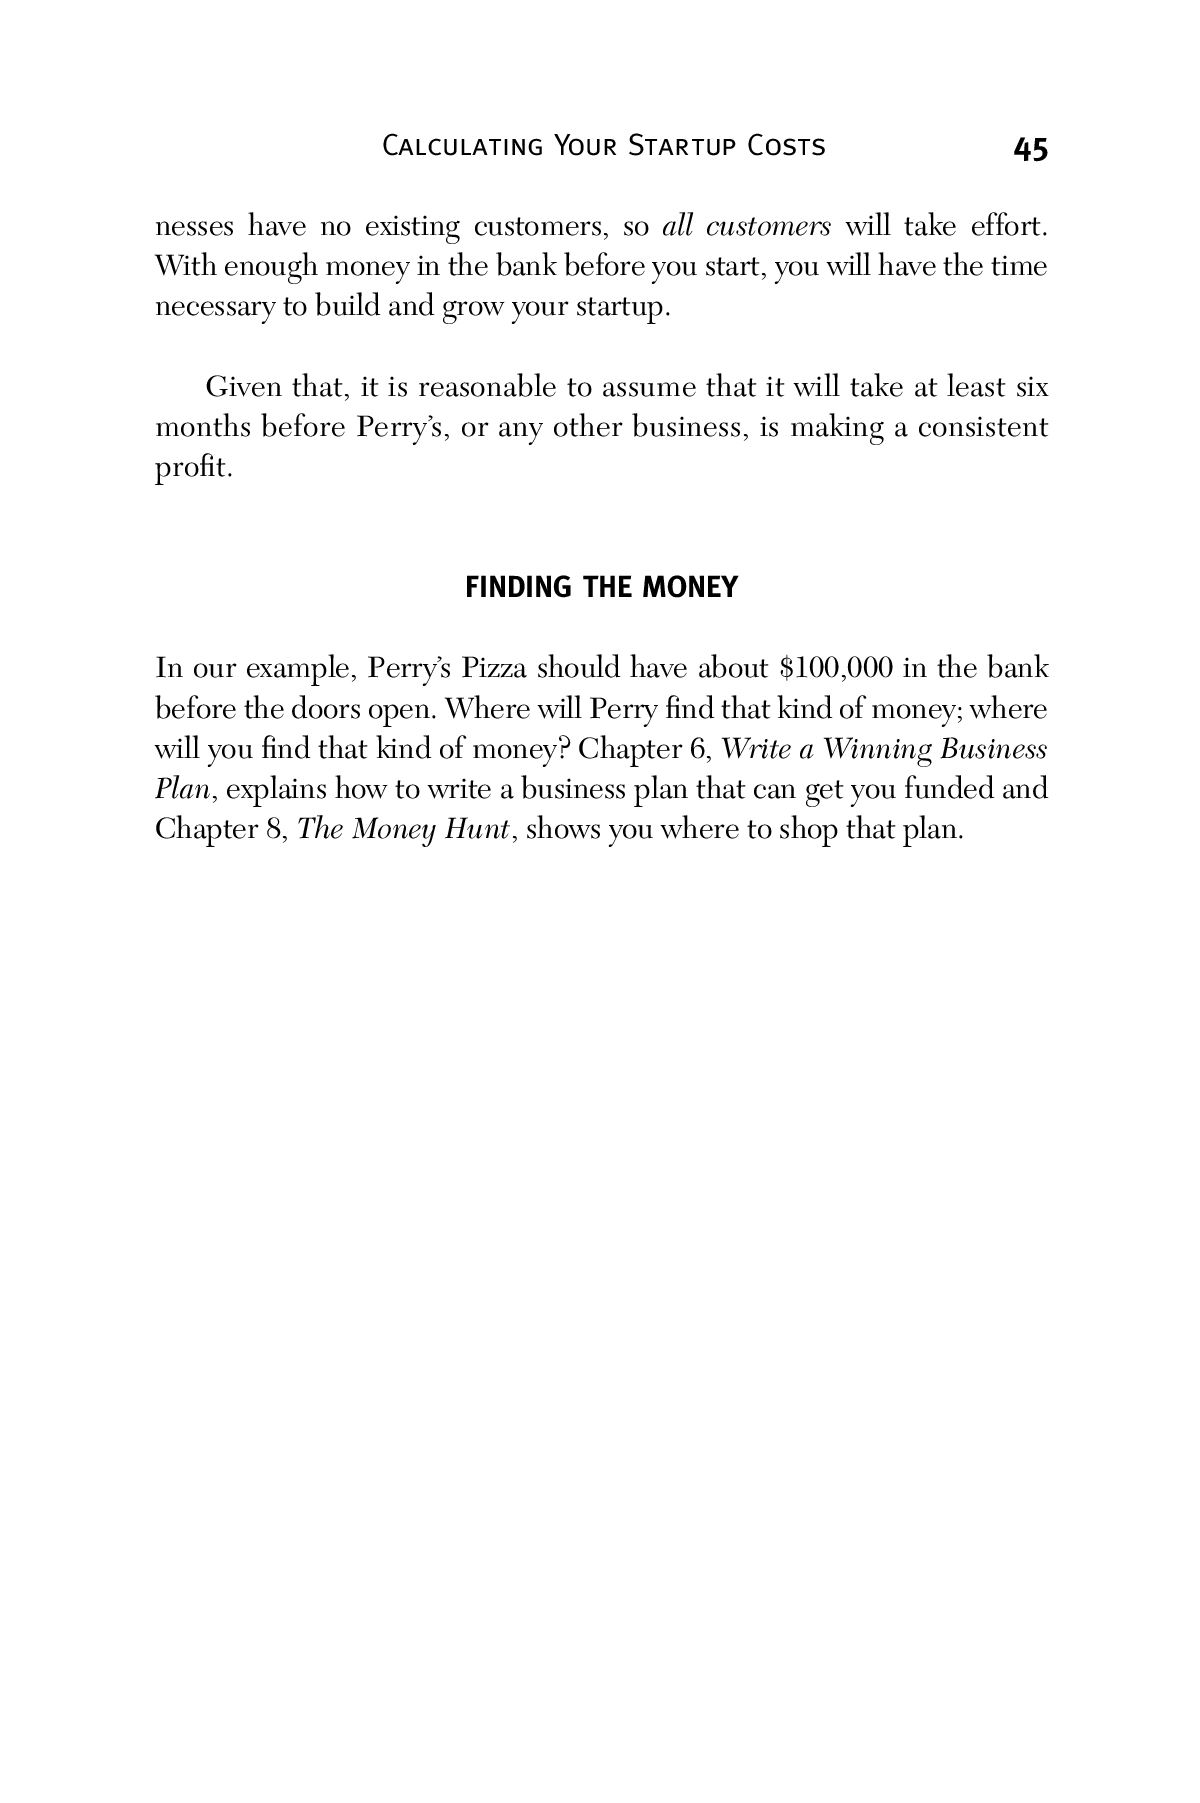 Calculating Your Startup Costs 45
nesses have no existing customers, so all customers will take effort.
With enough money in the bank before you start, you will have the time
necessary to build and grow your startup.
Given that, it is reasonable to assume that it will take at least six
months before Perry’s, or any other business, is making a consistent
profit.
FINDING THE MONEY
In our example, Perry’s Pizza should have about $100,000 in the bank
before the doors open. Where will Perry find that kind of money; where
will you find that kind of money? Chapter 6, Write a Winning Business
Plan, explains how to write a business plan that can get you funded and
Chapter 8, The Money Hunt, shows you where to shop that plan.